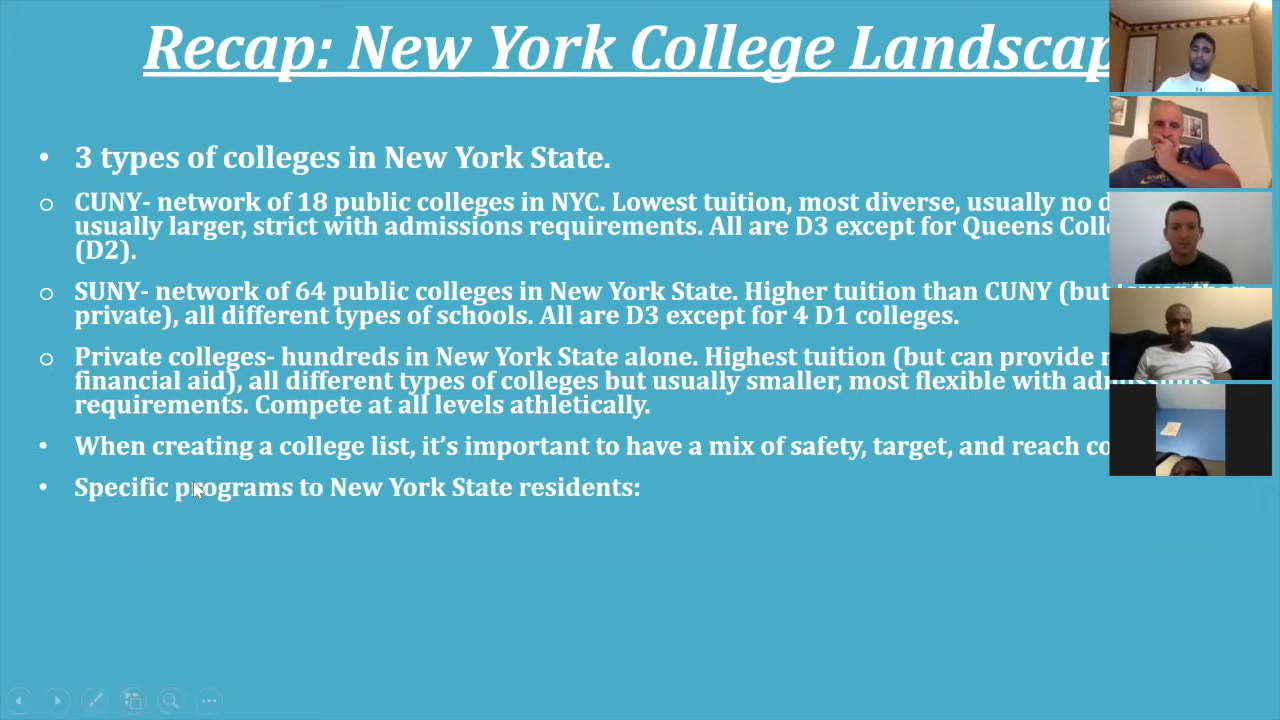 Recap: New York College Landscap
• 3 types of colleges in New York State.
o CUNY- network of 18 public colleges in NYC. Lowest tuition, most diverse, usually no
usually larger, strict with admissions requirements. All are D3 except for Queens
(D2).
o SUNY- network of 64 public colleges in New York State. Higher tuition than CUNY (but lower than
private), all different types of schools. All are D3 except for 4 D1 colleges.
o Private colleges- hundreds in New York State alone. Highest tuition (but can provide
financial aid), all different types of colleges but usually smaller, most flexible with admissions
requirements. Compete at all levels athletically.
• When creating a college list, it's important to have a mix of safety, target, and reach
• Specific programs to New York State residents: